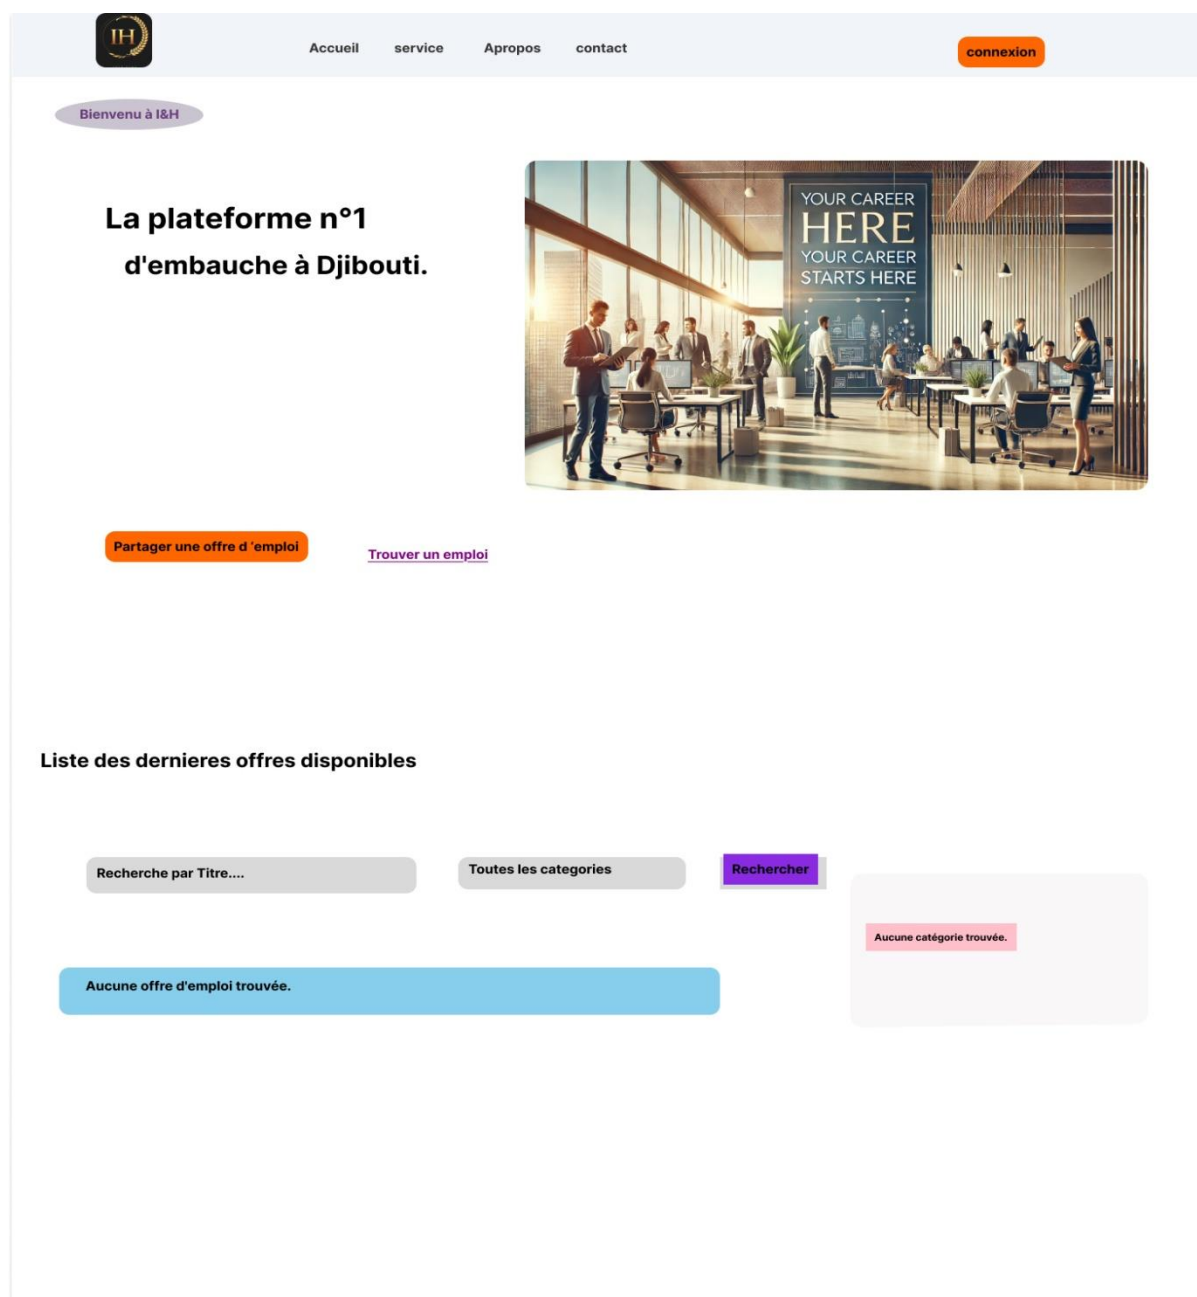 IH
Accueil service Apropos contact
connexion
Bienvenu à I&H
La plateforme n°1
d'embauche à Djibouti.
YOUR CAREER
HERE
YOUR CAREER
STARTS HERE
Partager une offre d 'emploi
Trouver un emploi
Liste des dernieres offres disponibles
Recherche par Titre....
Toutes les categories
Rechercher
Aucune catégorie trouvée.
Aucune offre d'emploi trouvée.